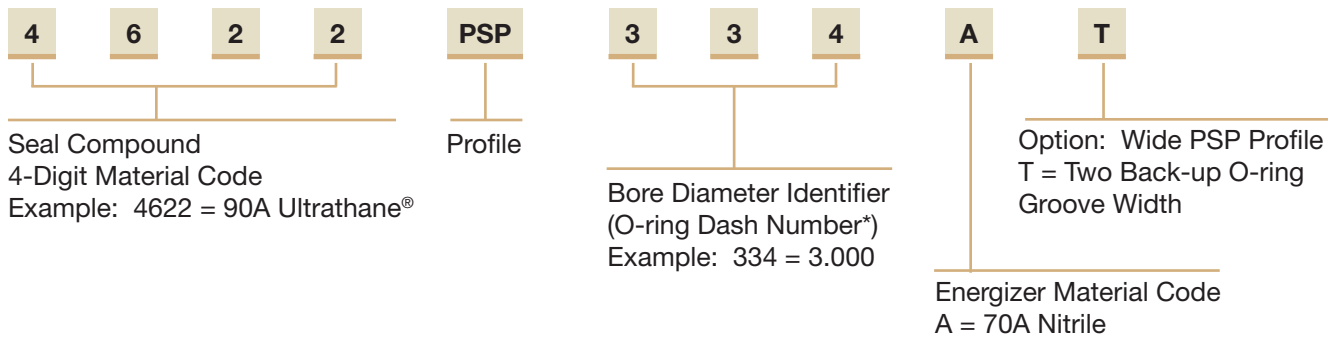 4 6 2 2 PSP 3 3 4 A T
Seal Compound
4-Digit Material Code
Example: 4622 = 90A Ultrathane®
Profile
Bore Diameter Identifier
(O-ring Dash Number*)
Example: 334 = 3.000
Option: Wide PSP Profile
T = Two Back-up O-ring
Groove Width
Energizer Material Code
A = 70A Nitrile